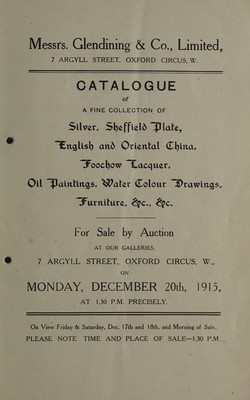 Messrs. Glendining & Co., Limited,
7 ARGYLL STREET, OXFORD CIRCUS, W.
CATALOGUE
of
A FINE COLLECTION OF
Silver, Sheffield Plate,
English and Oriental China,
Foochow Lacquer,
Oil Paintings, Water Colour Drawings,
Furniture, &c., &c.
For Sale by Auction
AT OUR GALLERIES,
7 ARGYLL STREET, OXFORD CIRCUS, W.,
ON
MONDAY, DECEMBER 20th, 1915,
AT 1.30 P.M. PRECISELY.
On View Friday & Saturday, Dec. 17th and 18th, and Morning of Sale.
PLEASE NOTE TIME AND PLACE OF SALE—1.30 P.M.